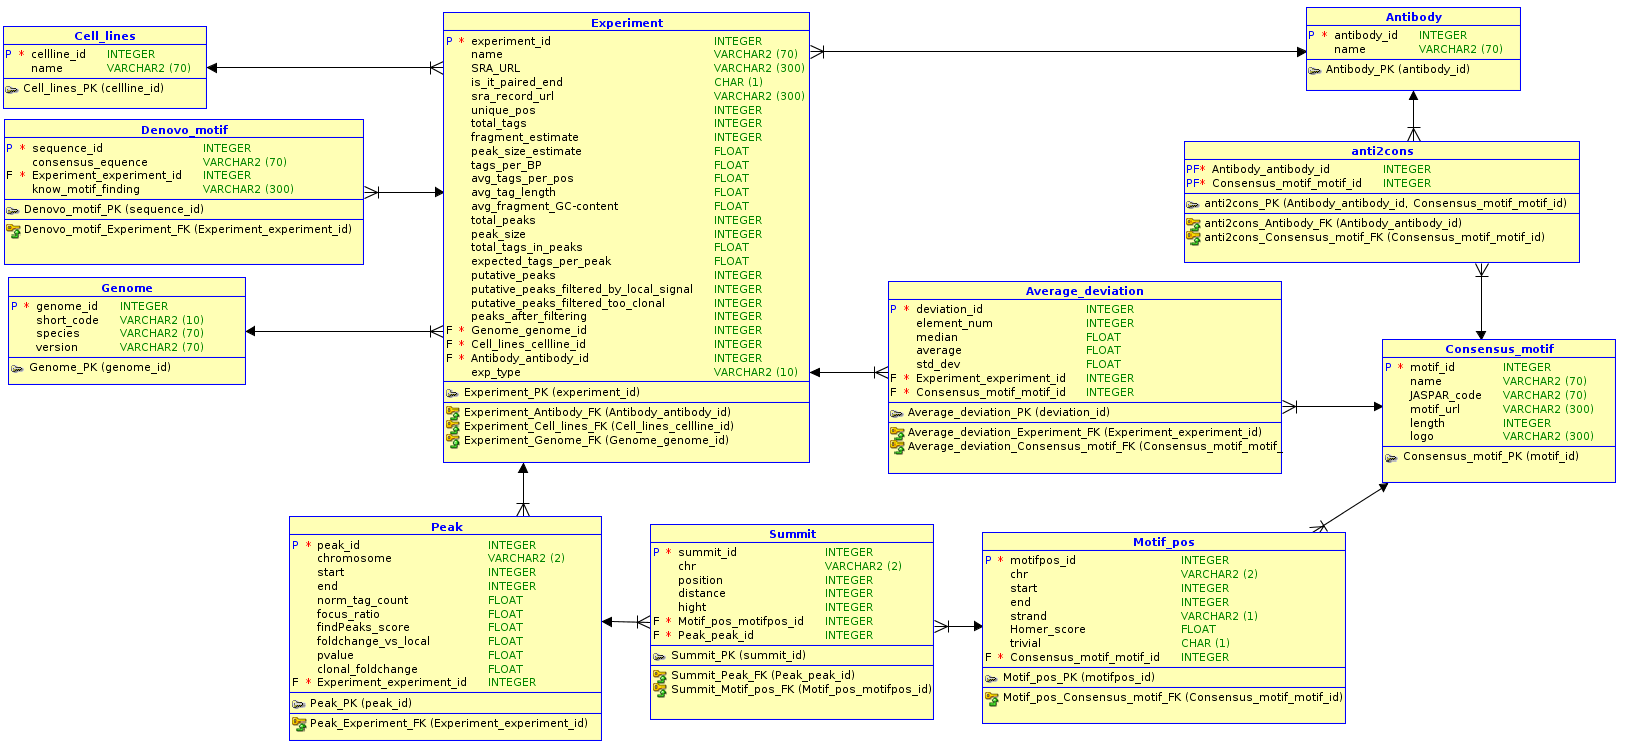 Cell_lines
P * cellline_id INTEGER
name VARCHAR2 (70)
Cell_lines_PK (cellline_id)
Denovo_motif
P * sequence_id INTEGER
consensus_equence VARCHAR2 (70)
F * Experiment_experiment_id INTEGER
know_motif_finding VARCHAR2 (300)
Denovo_motif_PK (sequence_id)
Denovo_motif_Experiment_FK (Experiment_experiment_id)
Genome
P * genome_id INTEGER
short_code VARCHAR2 (10)
species VARCHAR2 (70)
version VARCHAR2 (70)
Genome_PK (genome_id)
Experiment
P * experiment_id INTEGER
name VARCHAR2 (70)
SRA_URL VARCHAR2 (300)
is_it_paired_end CHAR (1)
sra_record_url VARCHAR2 (300)
unique_pos INTEGER
total_tags INTEGER
fragment_estimate INTEGER
peak_size_estimate FLOAT
tags_per_BP FLOAT
avg_tags_per_pos FLOAT
avg_tag_length FLOAT
avg_fragment_GC-content FLOAT
total_peaks INTEGER
peak_size INTEGER
total_tags_in_peaks FLOAT
expected_tags_per_peak FLOAT
putative_peaks INTEGER
putative_peaks_filtered_by_local_signal INTEGER
putative_peaks_filtered_too_clonal INTEGER
peaks_after_filtering INTEGER
F * Genome_genome_id INTEGER
F * Cell_lines_cellline_id INTEGER
F * Antibody_antibody_id INTEGER
exp_type VARCHAR2 (10)
Experiment_PK (experiment_id)
Experiment_Antibody_FK (Antibody_antibody_id)
Experiment_Cell_lines_FK (Cell_lines_cellline_id)
Experiment_Genome_FK (Genome_genome_id)
Antibody
P * antibody_id INTEGER
name VARCHAR2 (70)
Antibody_PK (antibody_id)
anti2cons
PF* Antibody_antibody_id INTEGER
PF* Consensus_motif_motif_id INTEGER
anti2cons_PK (Antibody_antibody_id, Consensus_motif_motif_id)
anti2cons_Antibody_FK (Antibody_antibody_id)
anti2cons_Consensus_motif_FK (Consensus_motif_motif_id)
Average_deviation
P * deviation_id INTEGER
element_num INTEGER
median FLOAT
average FLOAT
std_dev FLOAT
F * Experiment_experiment_id INTEGER
F * Consensus_motif_motif_id INTEGER
Average_deviation_PK (deviation_id)
Average_deviation_Experiment_FK (Experiment_experiment_id)
Average_deviation_Consensus_motif_FK (Consensus_motif_motif_
Consensus_motif
P * motif_id INTEGER
name VARCHAR2 (70)
JASPAR_code VARCHAR2 (70)
motif_url VARCHAR2 (300)
length INTEGER
logo VARCHAR2 (300)
Consensus_motif_PK (motif_id)
Peak
P * peak_id INTEGER
chromosome VARCHAR2 (2)
start INTEGER
end INTEGER
norm_tag_count FLOAT
focus_ratio FLOAT
findPeaks_score FLOAT
foldchange_vs_local FLOAT
pvalue FLOAT
clonal_foldchange FLOAT
F * Experiment_experiment_id INTEGER
Peak_PK (peak_id)
Peak_Experiment_FK (Experiment_experiment_id)
Summit
P * summit_id INTEGER
chr VARCHAR2 (2)
position INTEGER
distance INTEGER
hight INTEGER
F * Motif_pos_motifpos_id INTEGER
F * Peak_peak_id INTEGER
Summit_PK (summit_id)
Summit_Peak_FK (Peak_peak_id)
Summit_Motif_pos_FK (Motif_pos_motifpos_id)
Motif_pos
P * motifpos_id INTEGER
chr VARCHAR2 (2)
start INTEGER
end INTEGER
strand VARCHAR2 (1)
Homer_score FLOAT
trivial CHAR (1)
F * Consensus_motif_motif_id INTEGER
Motif_pos_PK (motifpos_id)
Motif_pos_Consensus_motif_FK (Consensus_motif_motif_id)